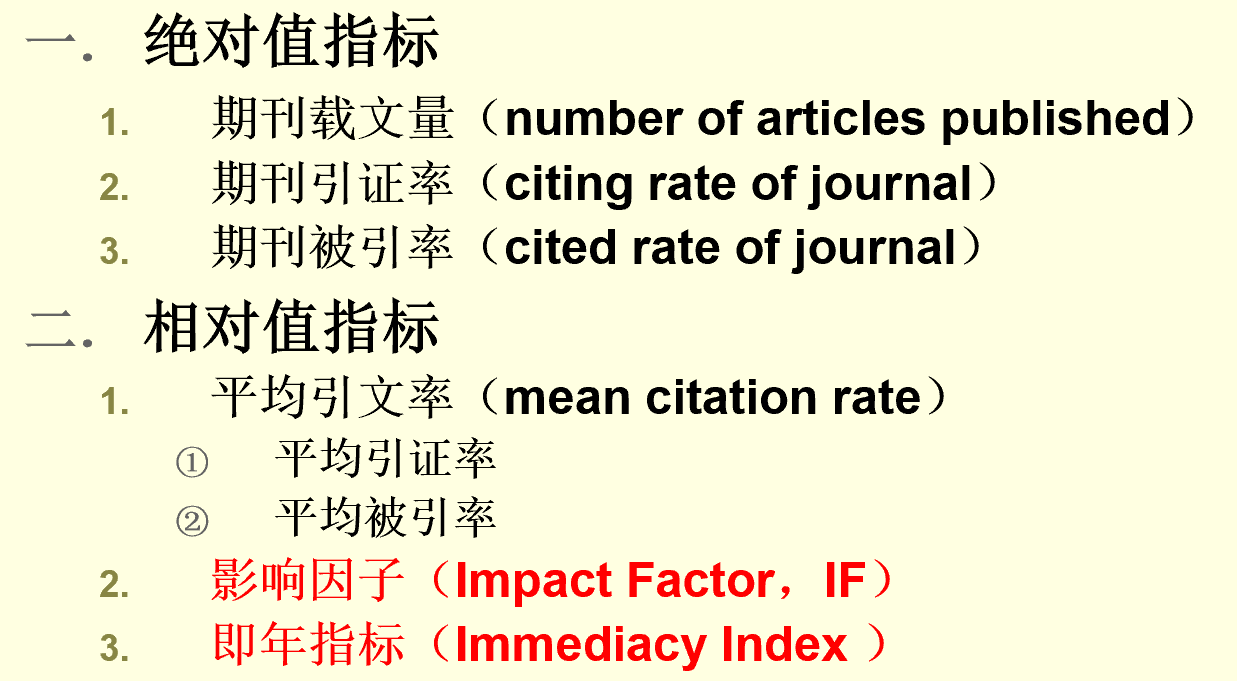 一. 绝对值指标
1. 期刊载文量（number of articles published）
2. 期刊引证率（citing rate of journal）
3. 期刊被引率（cited rate of journal）
二. 相对值指标
1. 平均引文率（mean citation rate）
① 平均引证率
② 平均被引率
2. 影响因子（Impact Factor，IF）
3. 即年指标（Immediacy Index ）